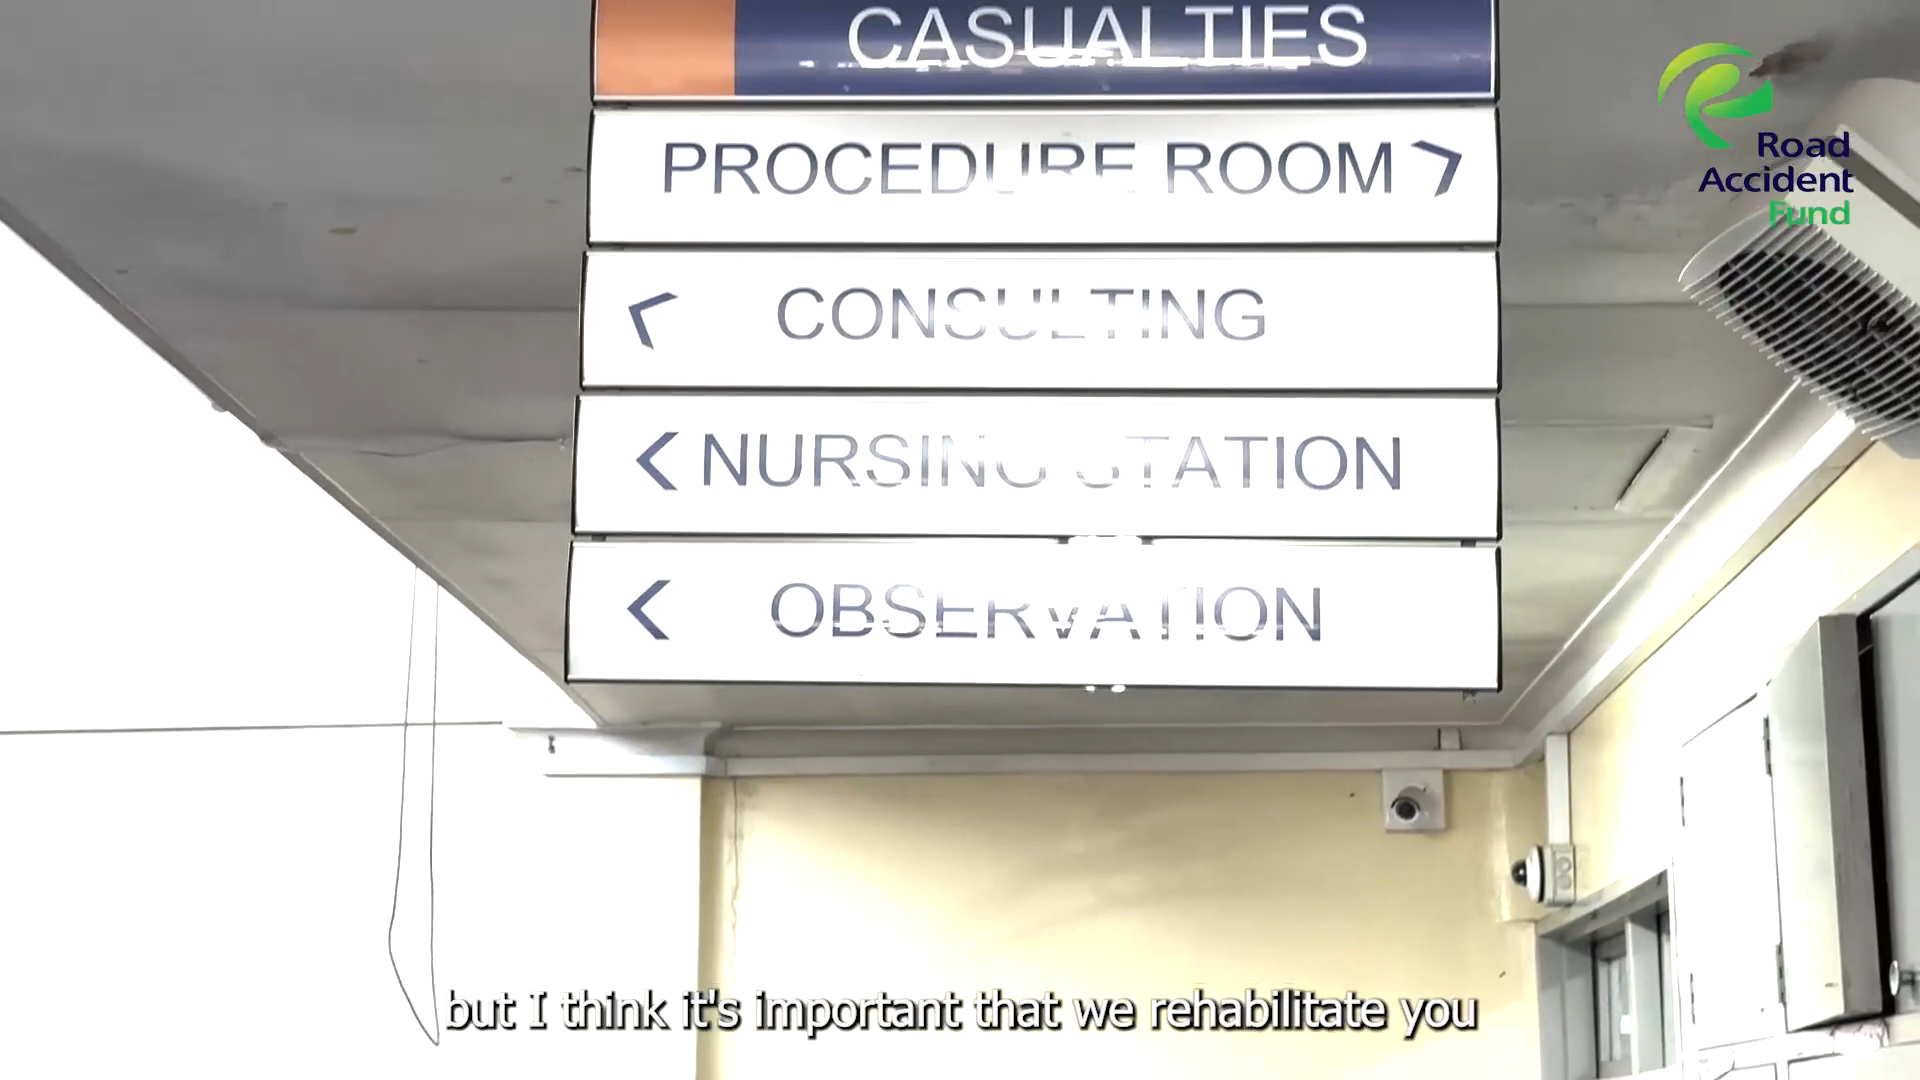 CASUALTIES
PROCEDURE ROOM
CONSULTING
NURSING STATION
OBSERVATION
Road
Accident
Fund
but I think it's important that we rehabilitate you